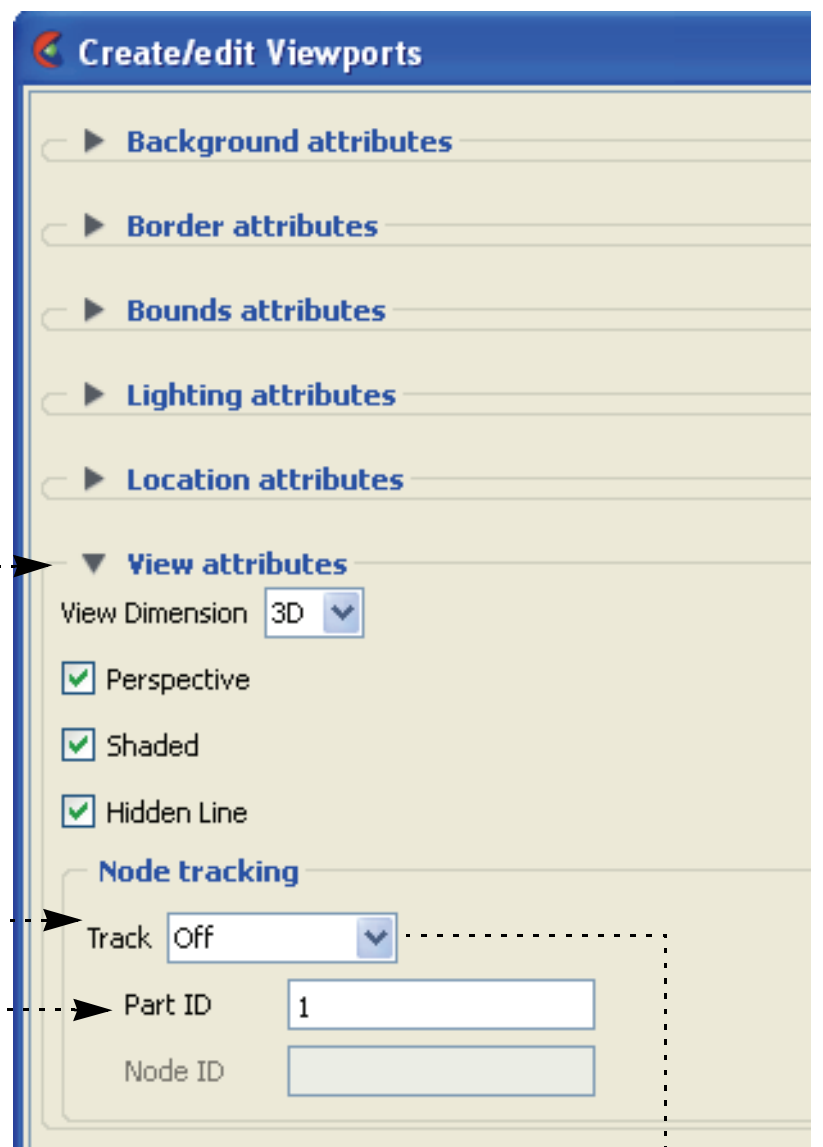 Create/edit Viewports
Background attributes
Border attributes
Bounds attributes
Lighting attributes
Location attributes
View attributes
View Dimension 3D
Perspective
Shaded
Hidden Line
Node tracking
Track Off
Part ID 1
Node ID